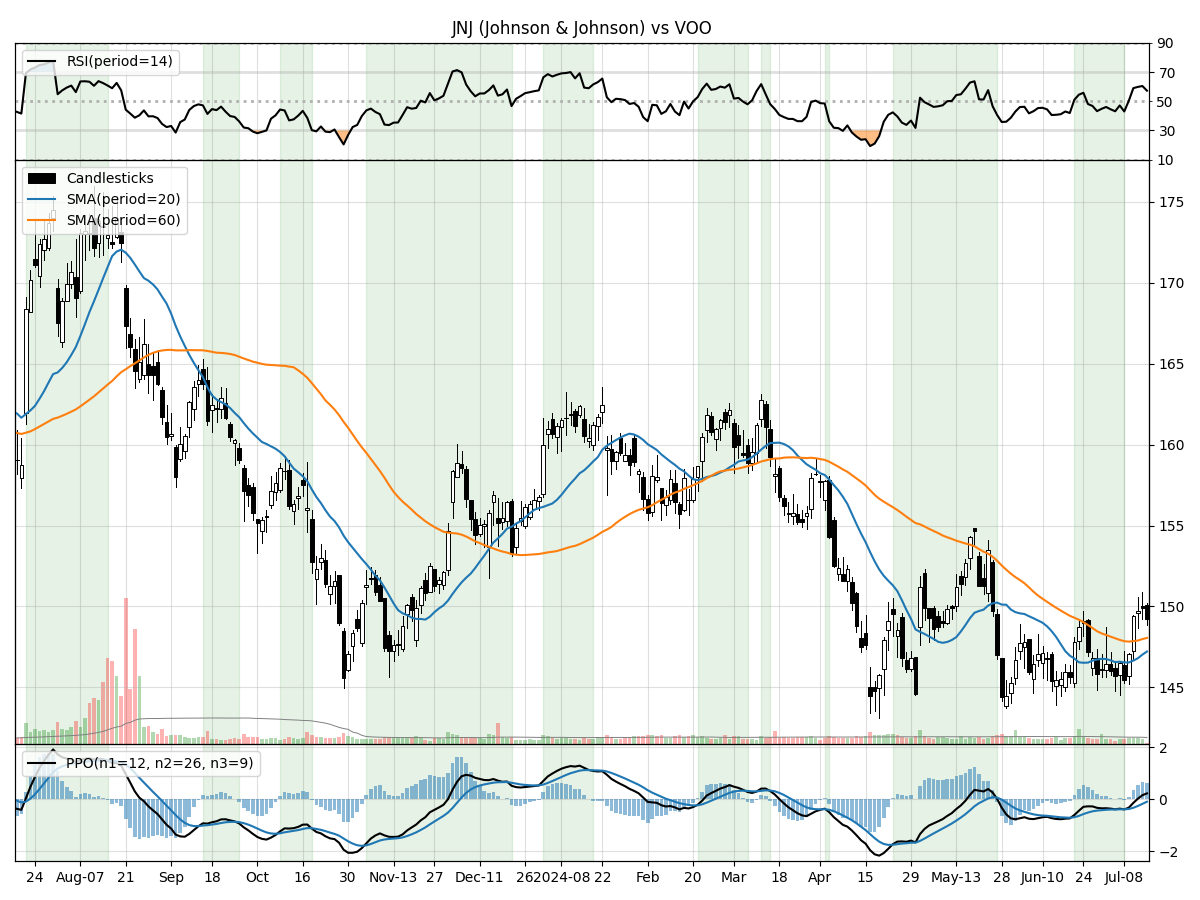 JNJ (Johnson & Johnson) vs VOO
RSI(period=14)
90
70
50
30
10
Candlesticks
SMA(period=20)
SMA(period=60)
175
170
165
160
155
150
145
PPO(n1=12, n2=26, n3=9)
2
0
−2
24 Aug-07 21 Sep 18 Oct 16 30 Nov-13 27 Dec-11 26 2024-08 22 Feb 20 Mar 18 Apr 15 29 May-13 28 Jun-10 24 Jul-08